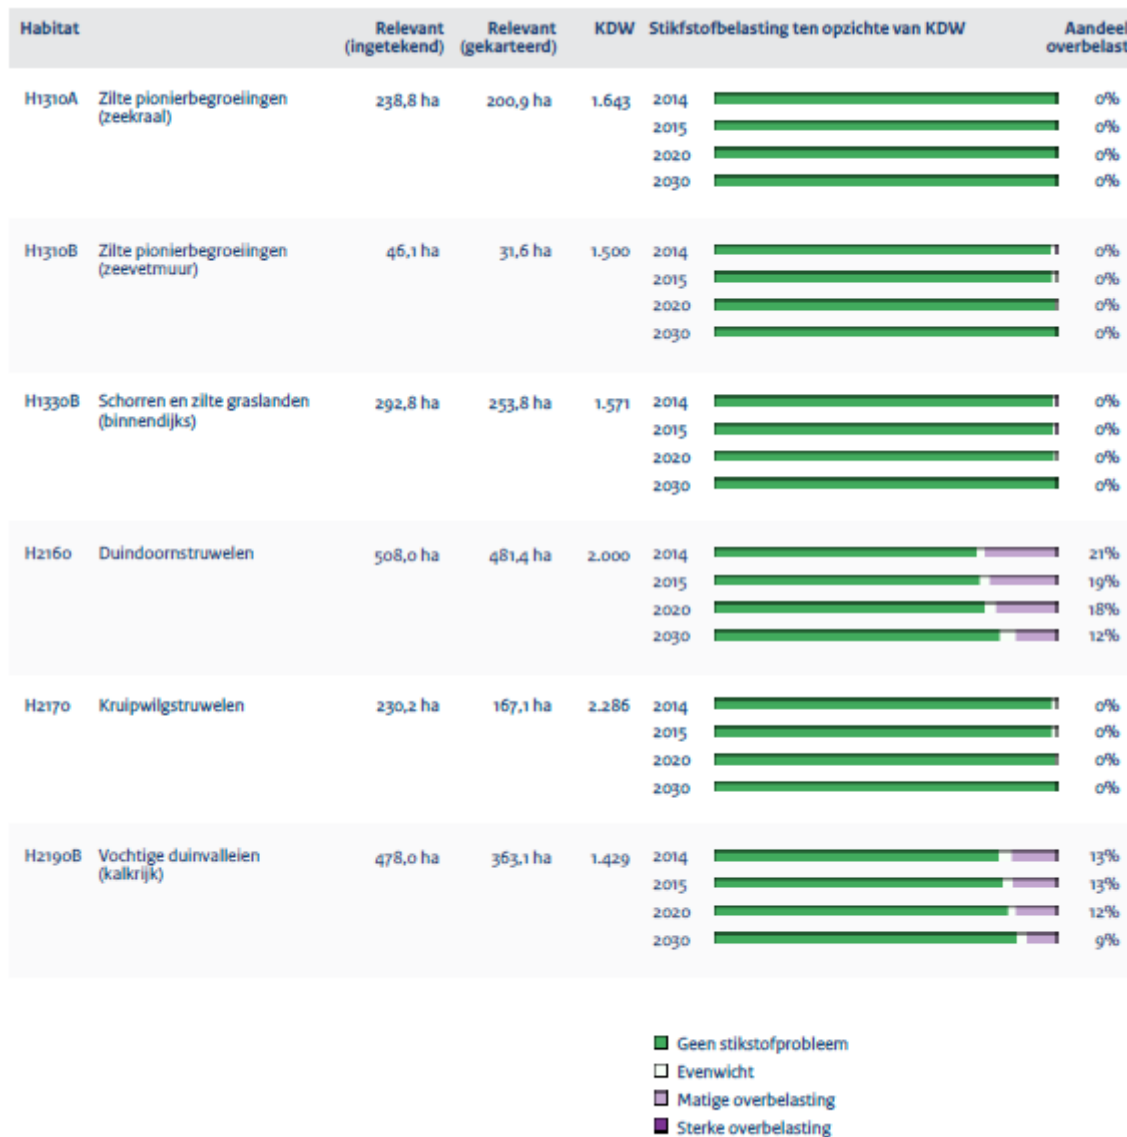 Habitat Relevant Relevant KDW Stikfstofbelasting ten opzichte van KDW Aandeel
(ingetekend) (gekarteerd) overbelast
H1310A Zilte pionierbegroeiingen 238,8 ha 200,9 ha 1.643 2014 0%
(zeekraal) 2015 0%
2020 0%
2030 0%
H1310B Zilte pionierbegroeiingen 46,1 ha 31,6 ha 1.500 2014 0%
(zeevetmuur) 2015 0%
2020 0%
2030 0%
H1330B Schorren en zilte graslanden 292,8 ha 253,8 ha 1.571 2014 0%
(binnendijks) 2015 0%
2020 0%
2030 0%
H2160 Duindoornstruwelen 508,0 ha 481,4 ha 2.000 2014 21%
2015 19%
2020 18%
2030 12%
H2170 Kruipwilgstruwelen 230,2 ha 167,1 ha 2.286 2014 0%
2015 0%
2020 0%
2030 0%
H2190B Vochtige duinvalleien 478,0 ha 363,1 ha 1.429 2014 13%
(kalkrijk) 2015 13%
2020 12%
2030 9%
Geen stikstofprobleem
Evenwicht
Matige overbelasting
Sterke overbelasting